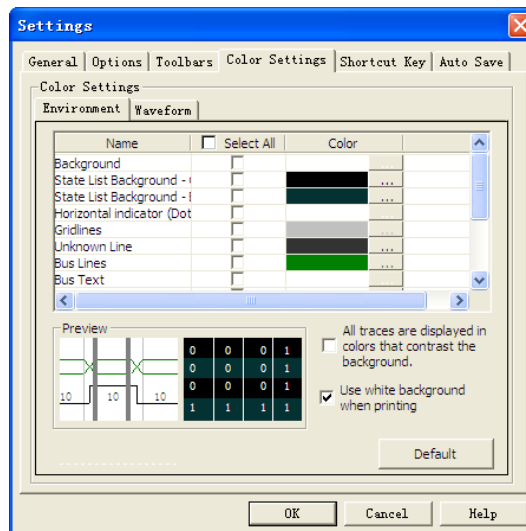 Settings
General Options Toolbars Color Settings Shortcut Key Auto Save
Color Settings
Environment Waveform
Name Select All Color
Background
State List Background -
...
State List Background -
...
Horizontal indicator (Dot
...
Gridlines
...
Unknown Line
...
Bus Lines
...
Bus Text
Preview
10 10 10
0 0 0 1
0 0 0 1
0 0 0 1
1 1 1 1
All traces are displayed in
colors that contrast the
background.
Use white background
when printing
Default
OK Cancel Help